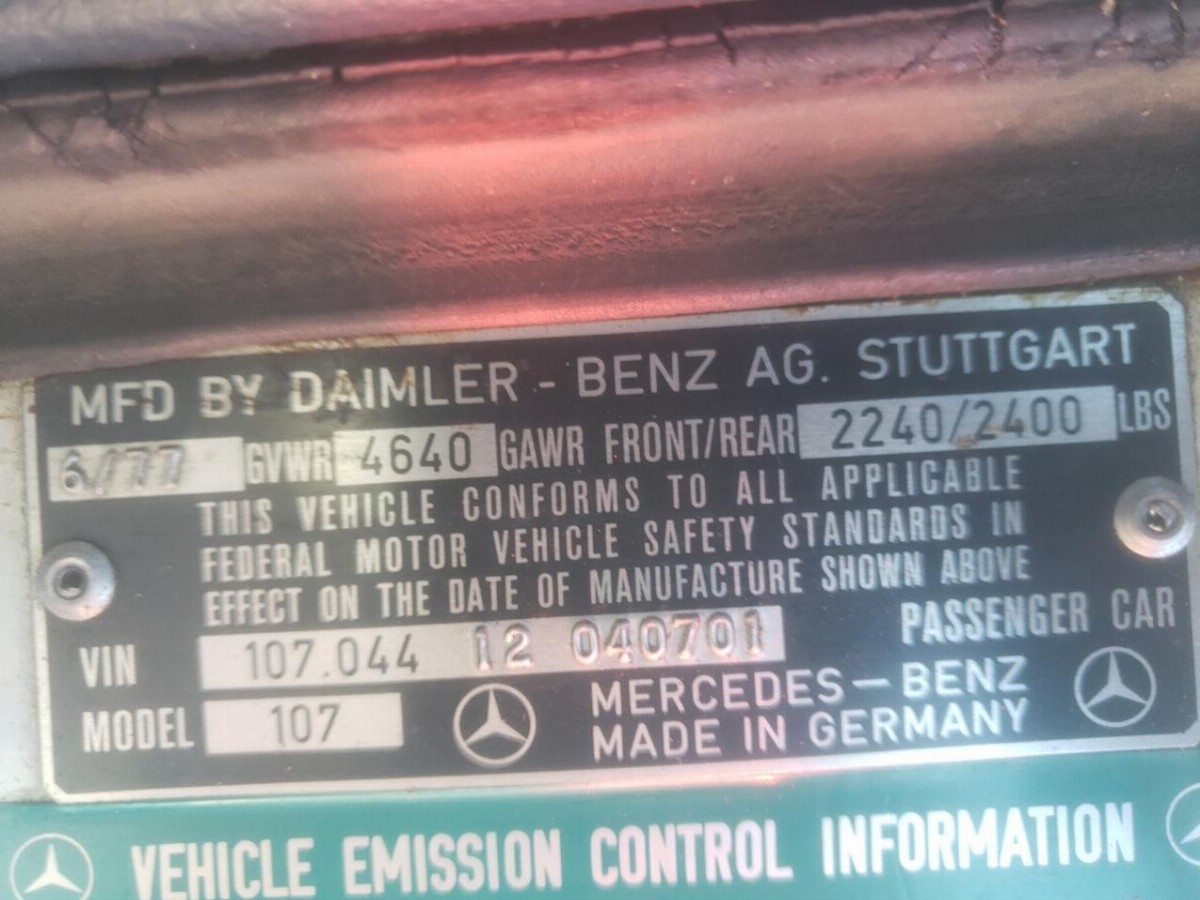 MFD BY DAIMLER - BENZ AG. STUTTGART
6/77 GVWR 4640 GAWR FRONT/REAR 2240/2400 LBS
THIS VEHICLE CONFORMS TO ALL APPLICABLE
FEDERAL MOTOR VEHICLE SAFETY STANDARDS IN
EFFECT ON THE DATE OF MANUFACTURE SHOWN ABOVE
PASSENGER CAR
VIN 107.044 12 040701
MODEL 107
MERCEDES-BENZ
MADE IN GERMANY
VEHICLE EMISSION CONTROL INFORMATION